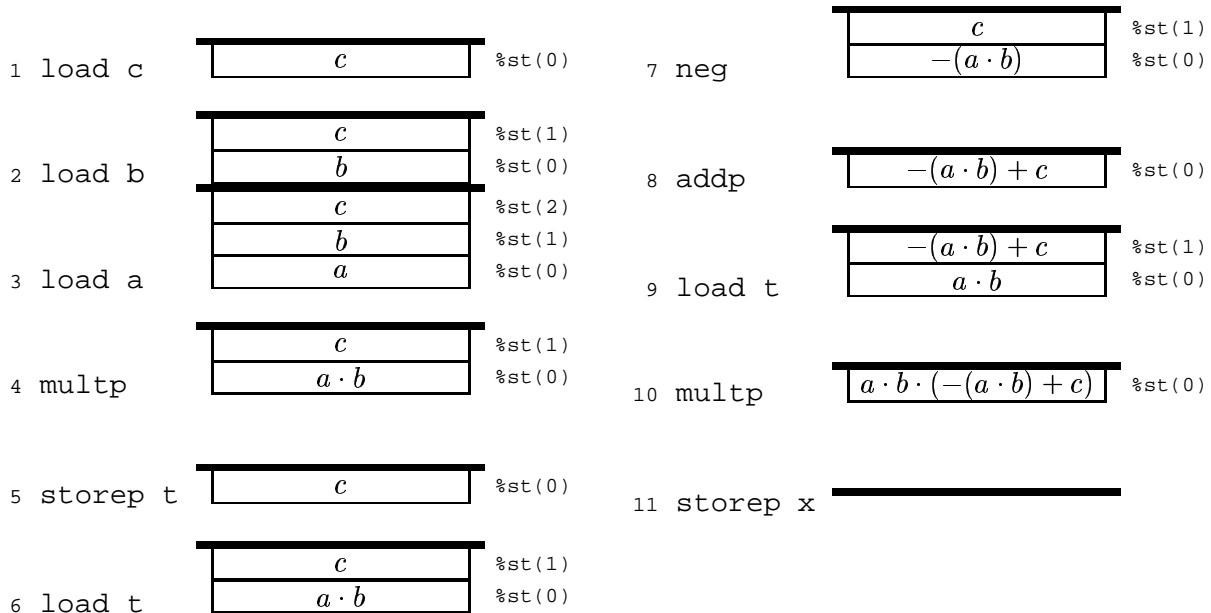 1 load c
c %st(0)
2 load b
c %st(1)
b %st(0)
3 load a
c %st(2)
b %st(1)
a %st(0)
4 multp
c %st(1)
a · b %st(0)
5 storep t
c %st(0)
6 load t
c %st(1)
a · b %st(0)
7 neg
c %st(1)
−(a · b) %st(0)
8 addp
−(a · b) + c %st(0)
9 load t
−(a · b) + c %st(1)
a · b %st(0)
10 multp
a · b · (−(a · b) + c) %st(0)
11 storep x